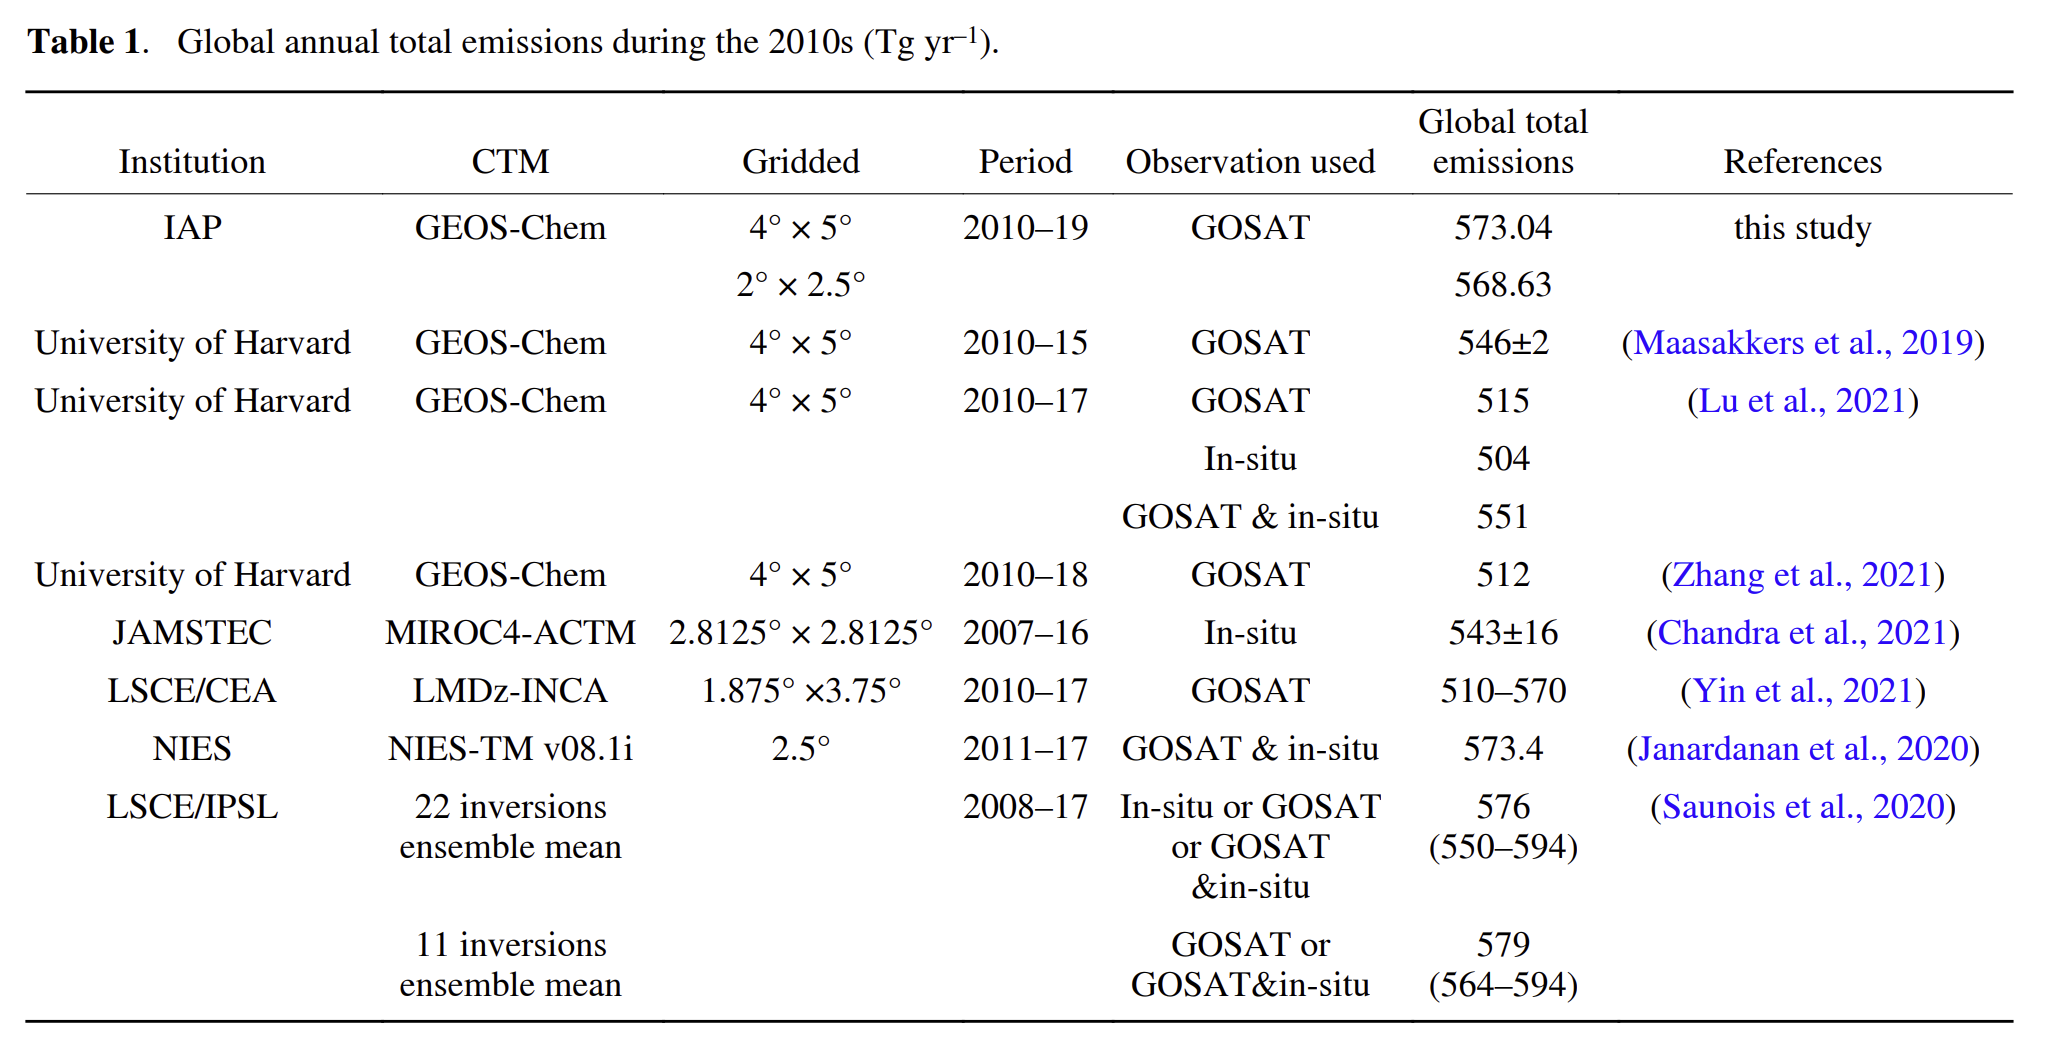 Table 1. Global annual total emissions during the 2010s (Tg yr–1).
Institution CTM Gridded Period Observation used Global total emissions References
IAP GEOS-Chem 4° × 5° 2010–19 GOSAT 573.04 this study
2° × 2.5° 568.63
University of Harvard GEOS-Chem 4° × 5° 2010–15 GOSAT 546±2 (Maasakkers et al., 2019)
University of Harvard GEOS-Chem 4° × 5° 2010–17 GOSAT 515 (Lu et al., 2021)
In-situ 504
GOSAT & in-situ 551
University of Harvard GEOS-Chem 4° × 5° 2010–18 GOSAT 512 (Zhang et al., 2021)
JAMSTEC MIROC4-ACTM 2.8125° × 2.8125° 2007–16 In-situ 543±16 (Chandra et al., 2021)
LSCE/CEA LMDz-INCA 1.875° ×3.75° 2010–17 GOSAT 510–570 (Yin et al., 2021)
NIES NIES-TM v08.1i 2.5° 2011–17 GOSAT & in-situ 573.4 (Janardanan et al., 2020)
LSCE/IPSL 22 inversions 2008–17 In-situ or GOSAT 576 (Saunois et al., 2020)
ensemble mean or GOSAT (550–594)
&in-situ
11 inversions GOSAT or 579
ensemble mean GOSAT&in-situ (564–594)